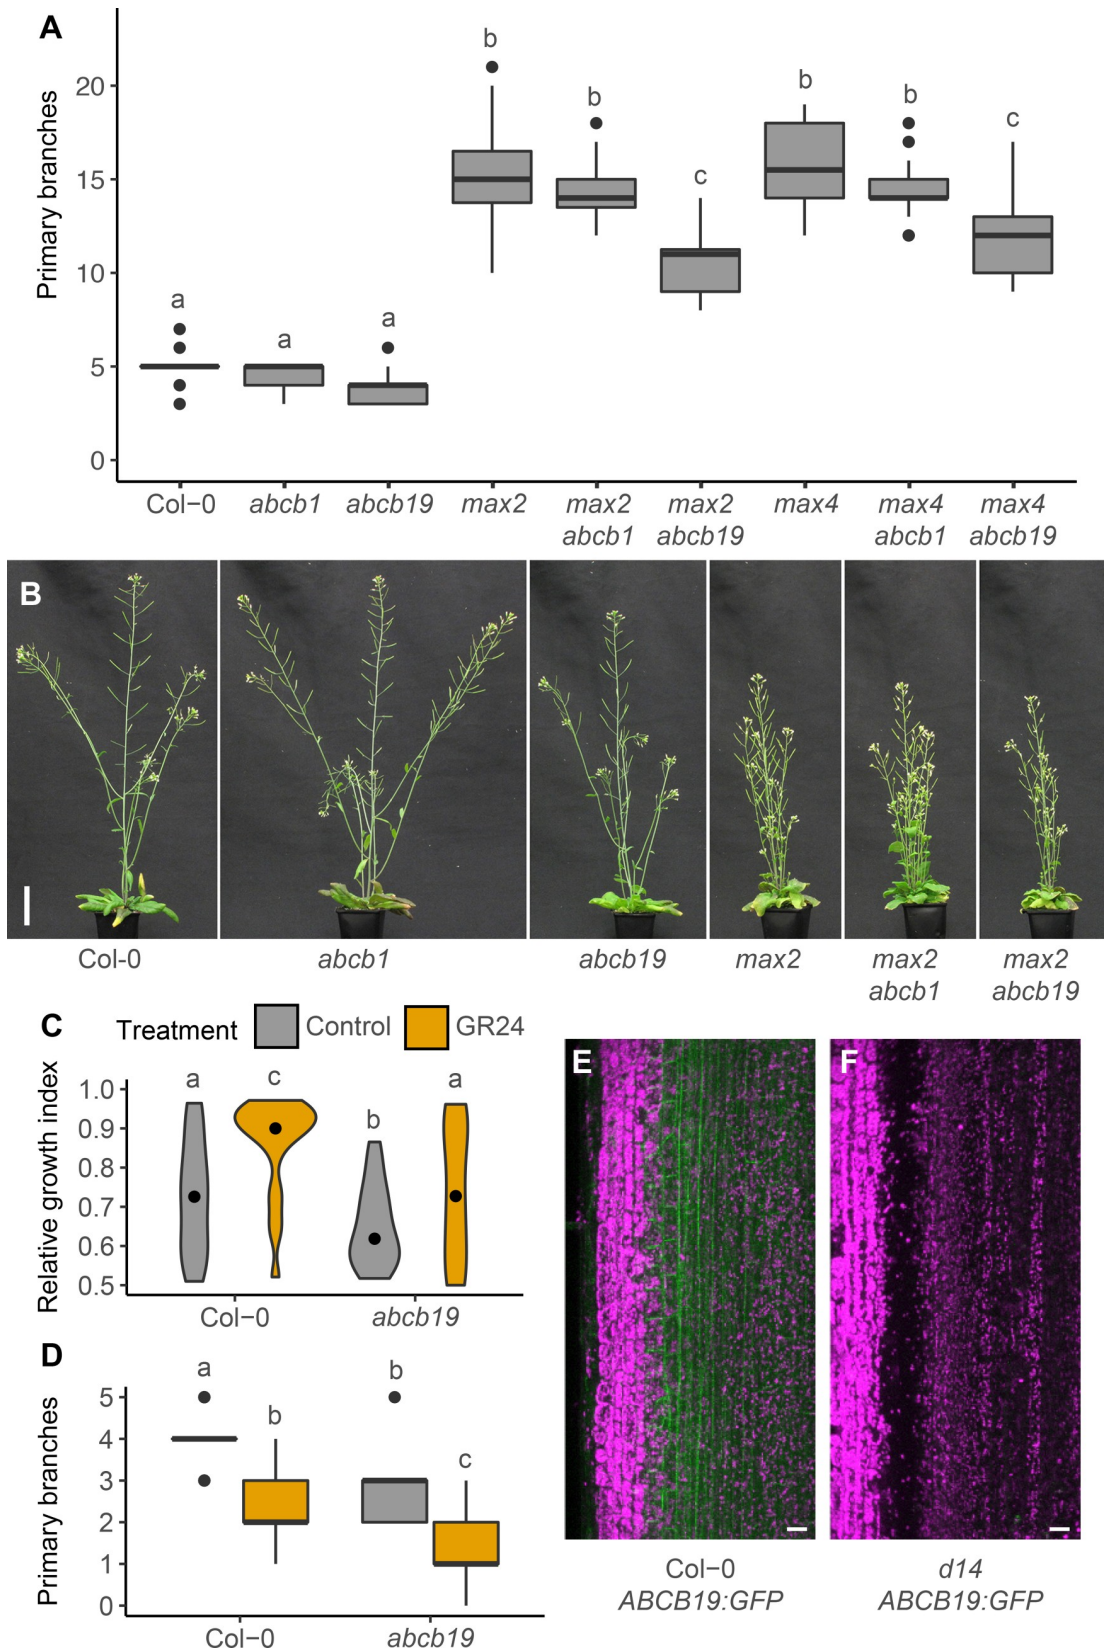 A
Primary branches
20
15
10
5
0
a
a
a
b
b
c
b
b
c
Col−0
abcb1
abcb19
max2
max2
abcb1
max2
abcb19
max4
max4
abcb1
max4
abcb19
B
Col-0
abcb1
abcb19
max2
max2
abcb1
max2
abcb19
C
Treatment Control GR24
Relative growth index
1.0
0.9
0.8
0.7
0.6
0.5
a
c
b
a
Col−0
abcb19
D
Primary branches
5
4
3
2
1
0
a
b
b
c
Col−0
abcb19
E
Col−0
ABCB19:GFP
F
d14
ABCB19:GFP